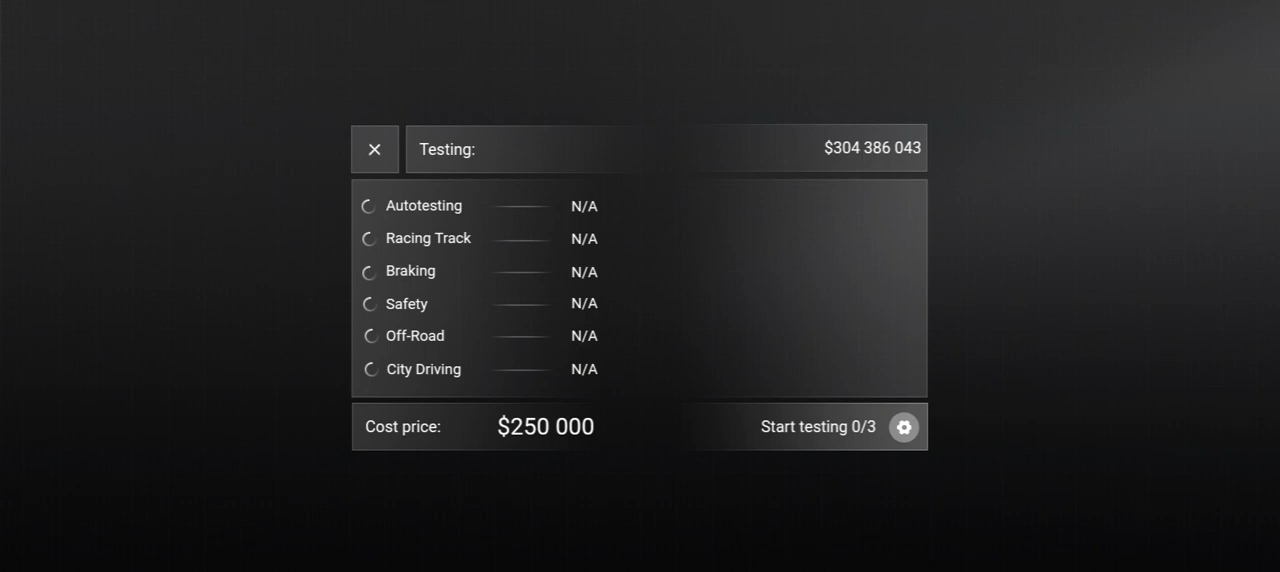 Testing:
$304 386 043
Autotesting N/A
Racing Track N/A
Braking N/A
Safety N/A
Off-Road N/A
City Driving N/A
Cost price: $250 000
Start testing 0/3